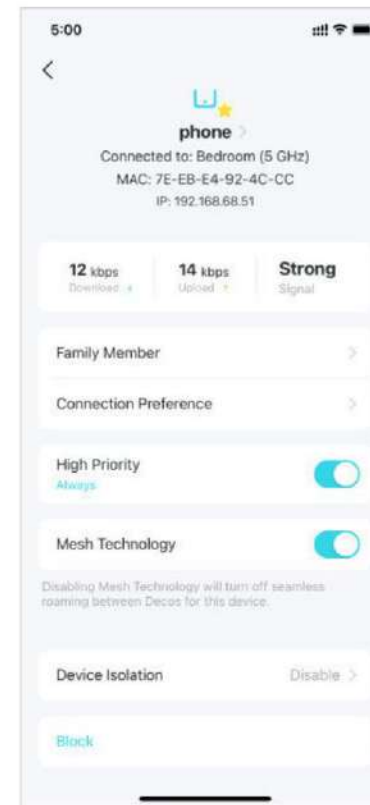 5:00
phone
Connected to: Bedroom (5 GHz)
MAC: 7E-EB-E4-92-4C-CC
IP: 192.168.68.51
12 kbps 14 kbps Strong
Download Upload Signal
Family Member
Connection Preference
High Priority
Always
Mesh Technology
Disabling Mesh Technology will turn off seamless
roaming between Decos for this device.
Device Isolation Disable
Block